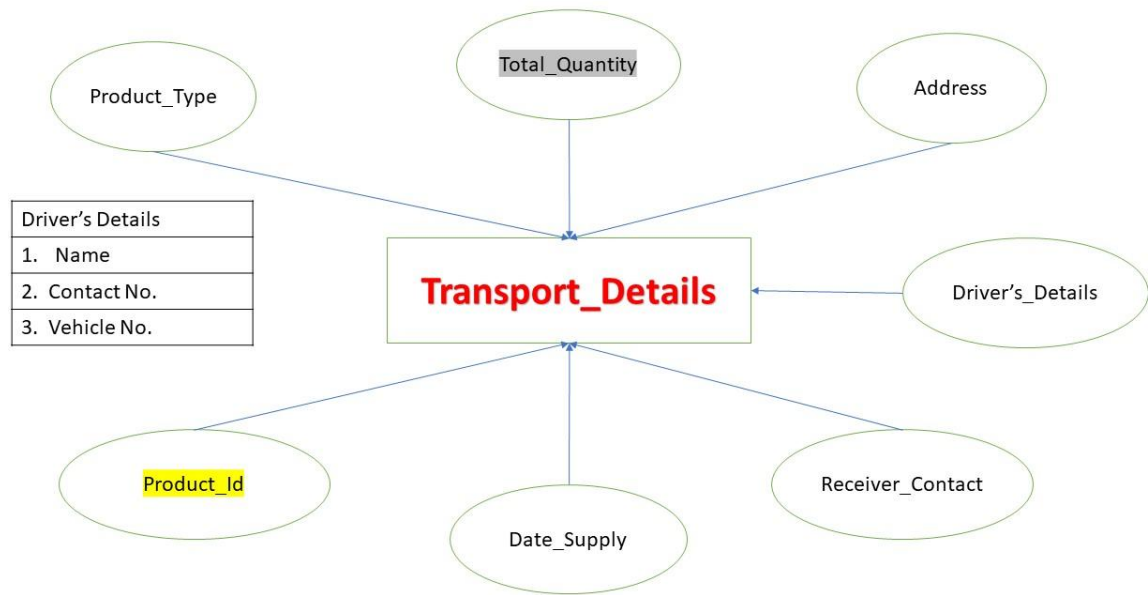 Total_Quantity
Product_Type
Address
Driver’s Details
1. Name
2. Contact No.
3. Vehicle No.
Transport_Details
Driver’s_Details
Product_Id
Receiver_Contact
Date_Supply